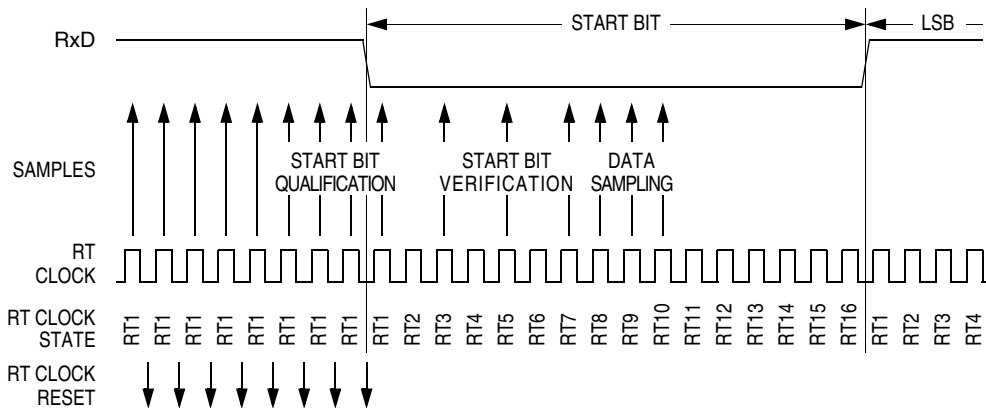 START BIT
LSB
RxD
SAMPLES
START BIT
QUALIFICATION
START BIT
VERIFICATION
DATA
SAMPLING
RT
CLOCK
RT CLOCK
STATE
RT1 RT1 RT1 RT1 RT1 RT1 RT1 RT1 RT1 RT2 RT3 RT4 RT5 RT6 RT7 RT8 RT9 RT10 RT11 RT12 RT13 RT14 RT15 RT16 RT1 RT2 RT3 RT4
RT CLOCK
RESET